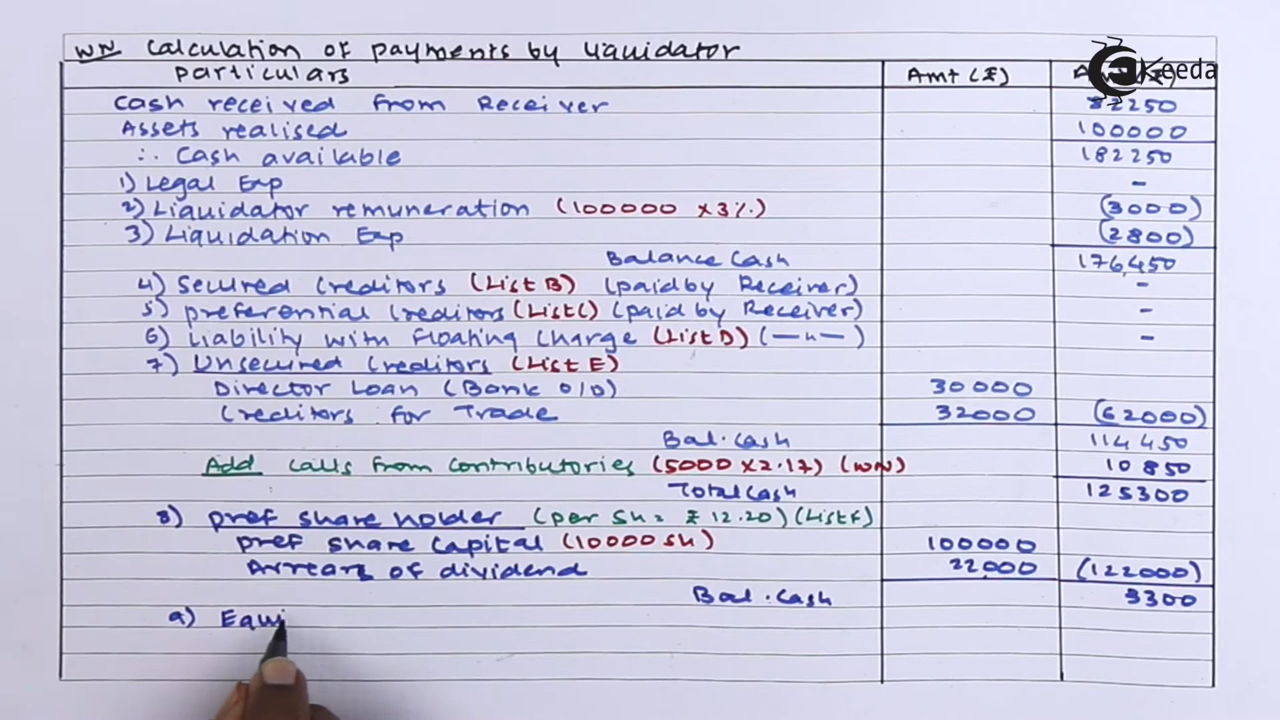 WN Calculation of payments by Liquidator
Particulars Amt (₹)
Keeda
Cash received from Receiver 82250
Assets realised 100000
∴ Cash available 182250
1) Legal Exp -
2) Liquidator remuneration (100000 x 3%) (3000)
3) Liquidation Exp (2800)
Balance Cash 176,450
4) Secured Creditors (List B) (paid by Receiver) -
5) preferential Creditors (List C) (paid by Receiver) -
6) Liability with Floating Charge (List D) (—"—) -
7) Unsecured Creditors (List E)
Director Loan (Bank O/D) 30000
Creditors for Trade 32000 (62000)
Bal. Cash 114450
Add Calls from contributories (5000 x 2.17) (WN) 10850
Total Cash 125300
8) pref share holder (per Sh = ₹ 12.20) (List F)
pref share capital (10000 sh) 100000
Arrears of dividend 22,000 (122000)
Bal. Cash 3300
9) Equi